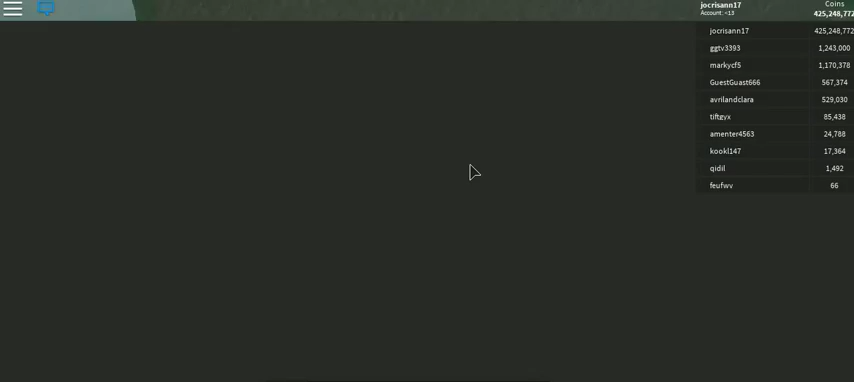 jocrisann17 Coins
Account: <13 425,248,772
jocrisann17 425,248,772
ggtv3393 1,243,000
markycf5 1,170,378
GuestGuast666 567,374
avrilandclara 529,030
tiftgyx 85,438
amenter4563 24,788
kookl147 17,364
qidil 1,492
feufwv 66